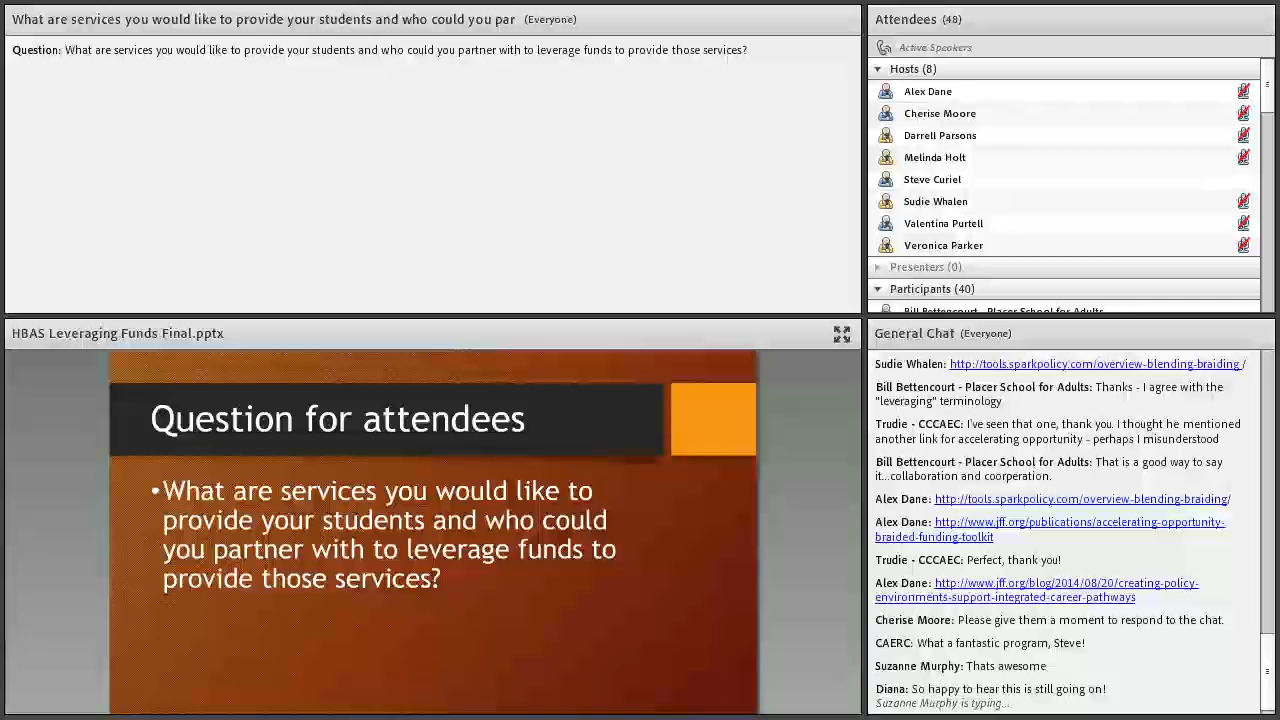 What are services you would like to provide your students and who could you par (Everyone)
Question: What are services you would like to provide your students and who could you partner with to leverage funds to provide those services?
Attendees (48)
Active Speakers
Hosts (8)
Alex Dane
Cherise Moore
Darrell Parsons
Melinda Holt
Steve Curiel
Sudie Whalen
Valentina Purtell
Veronica Parker
Presenters (0)
Participants (40)
Bill Bettencourt - Placer School for Adults
HBAS Leveraging Funds Final.pptx
Question for attendees
•What are services you would like to
provide your students and who could
you partner with to leverage funds to
provide those services?
General Chat (Everyone)
Sudie Whalen: http://tools.sparkpolicy.com/overview-blending-braiding /
Bill Bettencourt - Placer School for Adults: Thanks - I agree with the
"leveraging" terminology
Trudie - CCCAEC: I've seen that one, thank you. I thought he mentioned
another link for accelerating opportunity - perhaps I misunderstood
Bill Bettencourt - Placer School for Adults: That is a good way to say
it...collaboration and coorperation.
Alex Dane: http://tools.sparkpolicy.com/overview-blending-braiding/
Alex Dane: http://www.jff.org/publications/accelerating-opportunity-
braided-funding-toolkit
Trudie - CCCAEC: Perfect, thank you!
Alex Dane: http://www.jff.org/blog/2014/08/20/creating-policy-
environments-support-integrated-career-pathways
Cherise Moore: Please give them a moment to respond to the chat.
CAERC: What a fantastic program, Steve!
Suzanne Murphy: Thats awesome
Diana: So happy to hear this is still going on!
Suzanne Murphy is typing...